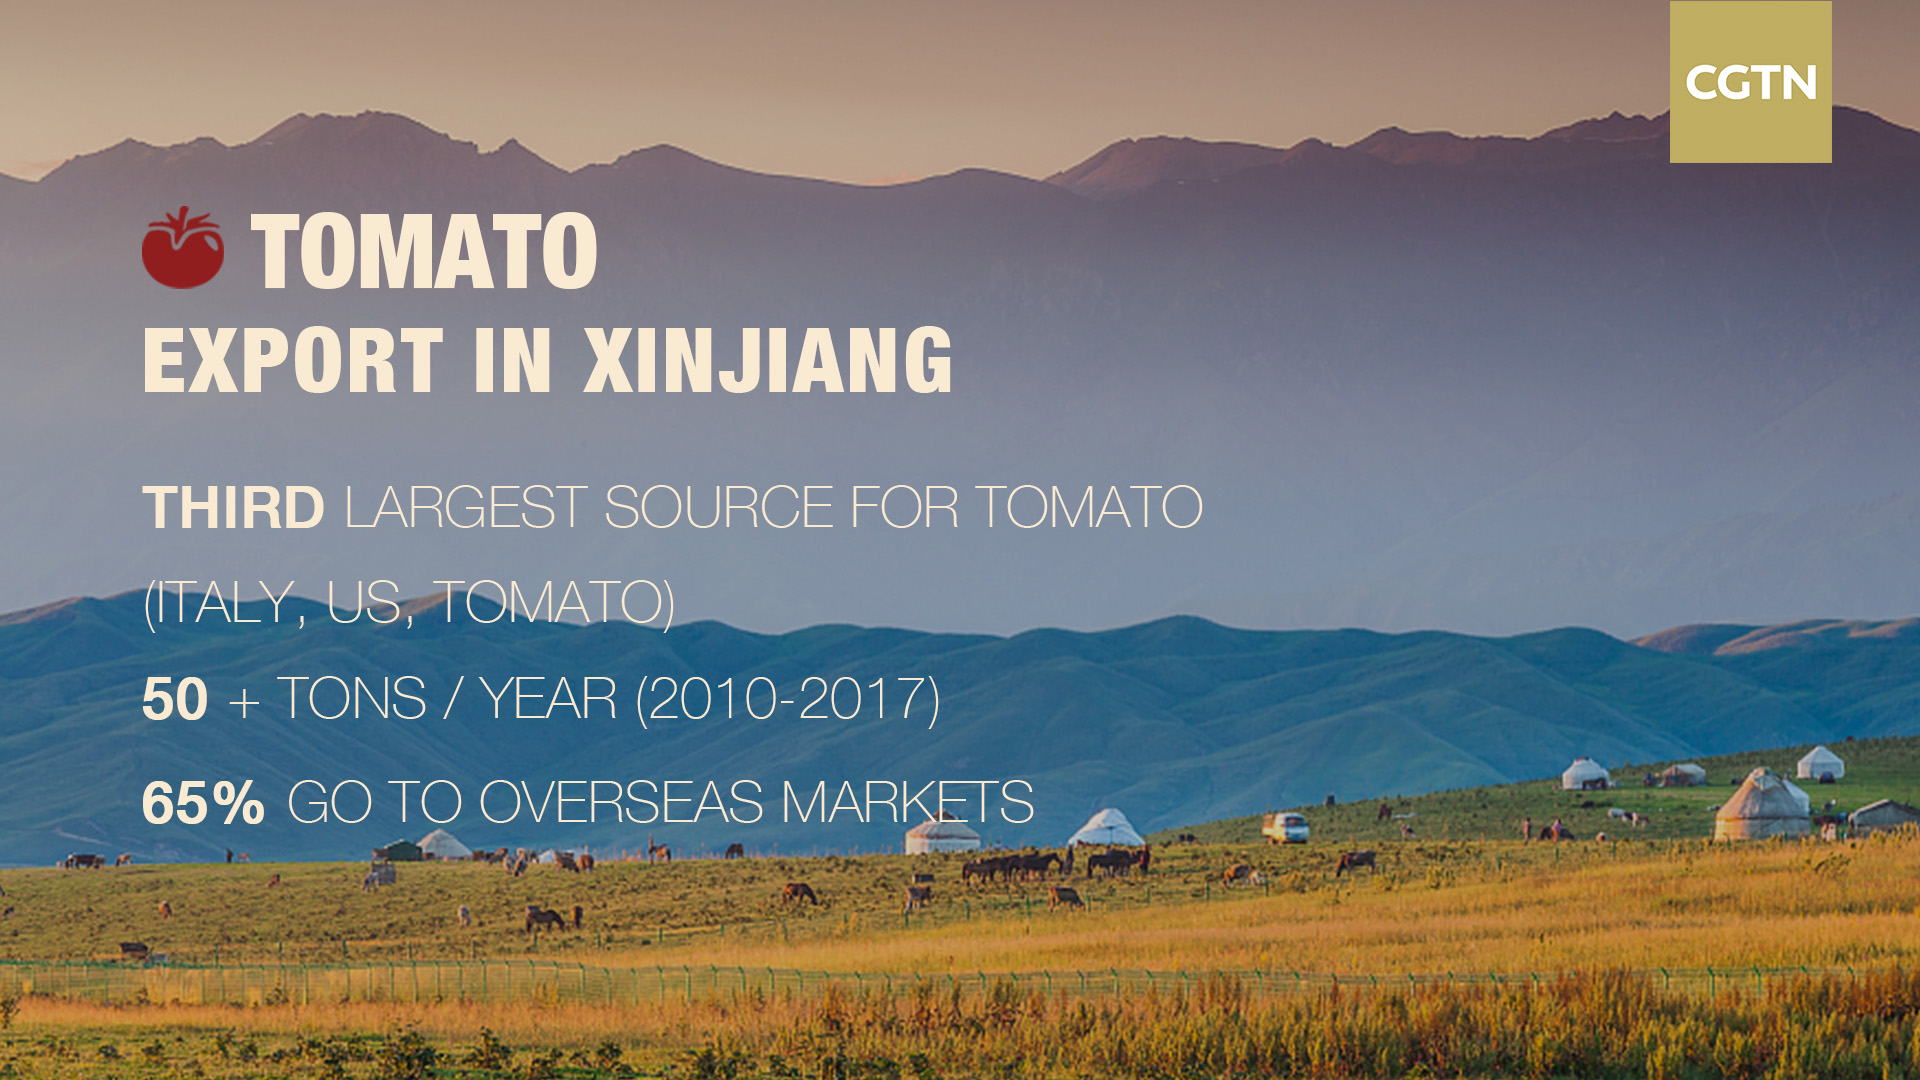 CGTN
TOMATO
EXPORT IN XINJIANG
THIRD LARGEST SOURCE FOR TOMATO
(ITALY, US, TOMATO)
50 + TONS / YEAR (2010-2017)
65% GO TO OVERSEAS MARKETS